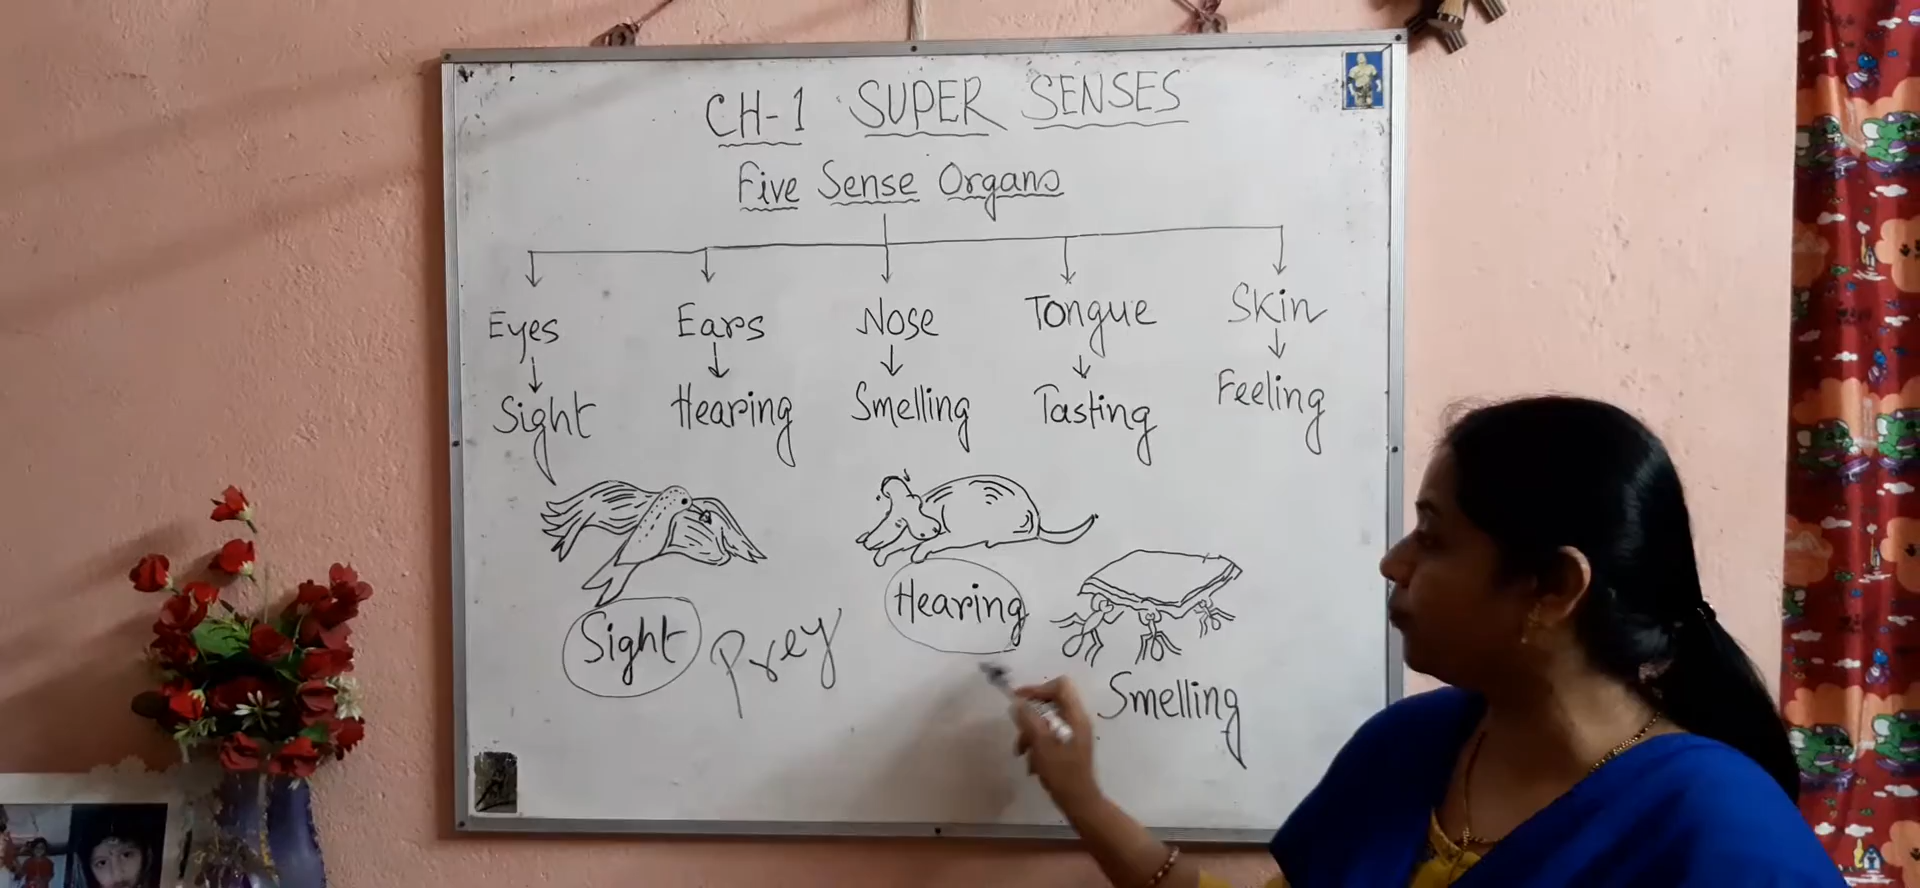 CH-1 SUPER SENSES
Five Sense Organs
Eyes Ears Nose Tongue Skin
Sight Hearing Smelling Tasting Feeling
Sight Prey Hearing
Smelling